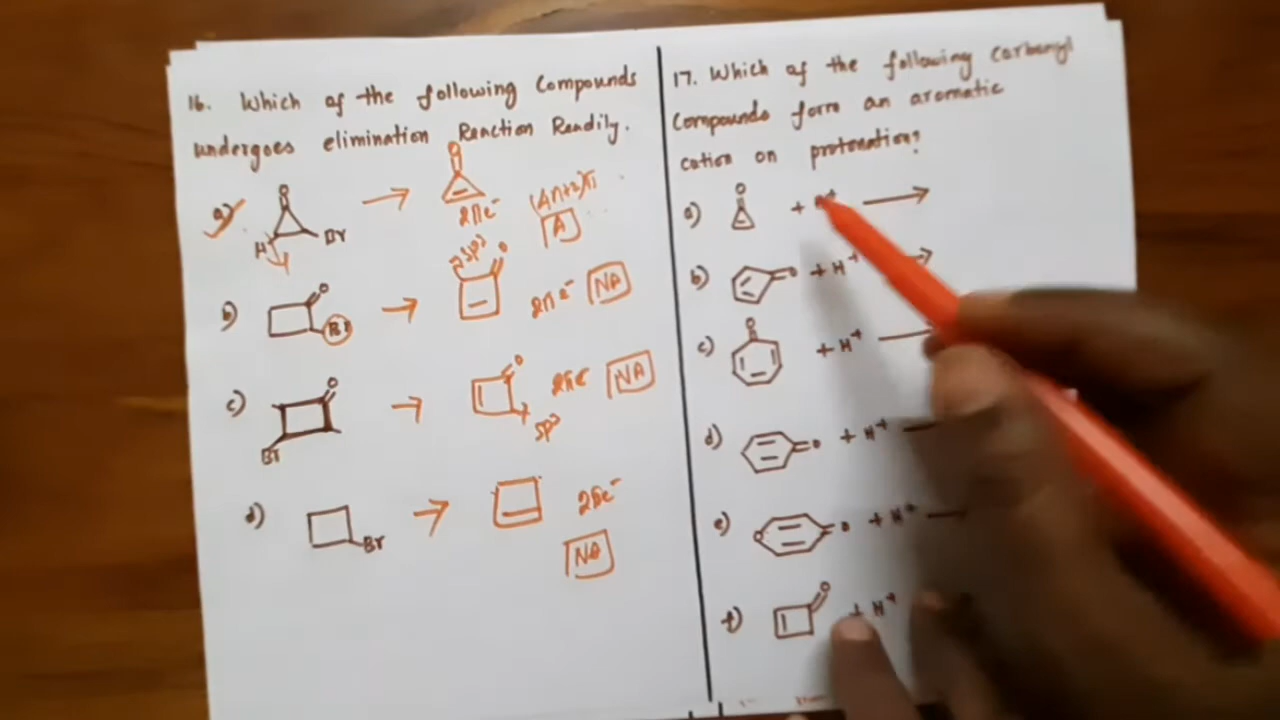 16. Which of the following Compounds
undergoes elimination Reaction Readily.
a) O H Br → O 2πe⁻ (4n+2)π A
b) O Br → sp³ O 2πe⁻ NA
c) O Br → O sp³ 2πe⁻ NA
d) Br → 2πe⁻ NA
17. Which of the following Carbonyl
Compounds form an aromatic
cation on protonation?
a) O + H⁺ →
b) O + H⁺ →
c) O + H⁺
d) O + H⁺
e) O O + H⁺
f) O + H⁺